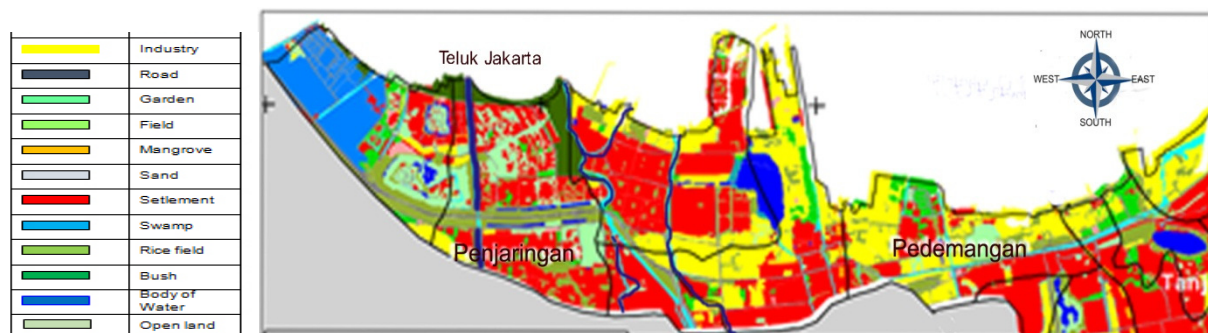 Industry
Road
Garden
Field
Mangrove
Sand
Setlement
Swamp
Rice field
Bush
Body of
Water
Open land
Teluk Jakarta
NORTH
WEST
EAST
SOUTH
Penjaringan
Pedemangan
Tanj